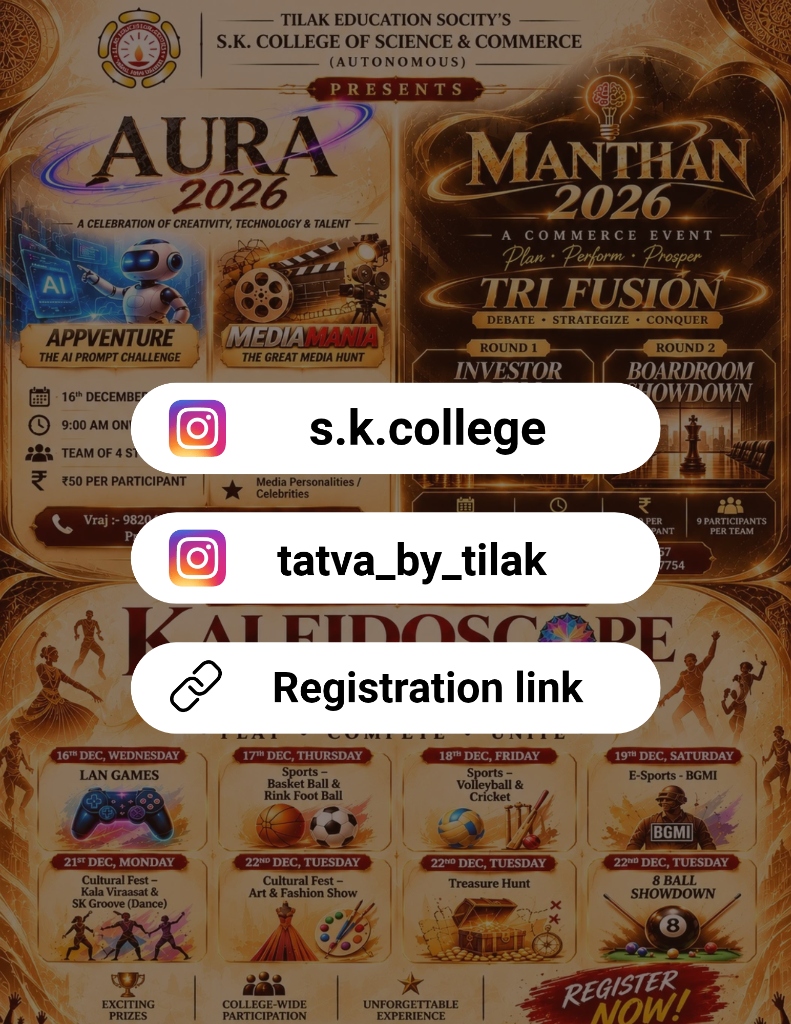 TILAK EDUCATION SOCITY'S
S.K. COLLEGE OF SCIENCE & COMMERCE
(AUTONOMOUS)
PRESENTS
AURA
2026
A CELEBRATION OF CREATIVITY, TECHNOLOGY & TALENT
AI
APPVENTURE
THE AI PROMPT CHALLENGE
MEDIAMANIA
THE GREAT MEDIA HUNT
16th DECEMBER
9:00 AM
TEAM OF 4
₹50 PER PARTICIPANT
Media Personalities /
Celebrities
Vraj :-
MANTHAN
2026
A COMMERCE EVENT
Plan · Perform · Prosper
TRI FUSION
DEBATE • STRATEGIZE • CONQUER
ROUND 1
INVESTOR
ROUND 2
BOARDROOM
SHOWDOWN
₹
PER
9 PARTICIPANTS
PER TEAM
57
7754
s.k.college
tatva_by_tilak
Registration link
KALEIDOSCOPE
PLAY • COMPETE • UNITE
16TH DEC, WEDNESDAY
LAN GAMES
17TH DEC, THURSDAY
Sports –
Basket Ball &
Rink Foot Ball
18TH DEC, FRIDAY
Sports –
Volleyball &
Cricket
19TH DEC, SATURDAY
E-Sports - BGMI
BGMI
21ST DEC, MONDAY
Cultural Fest –
Kala Viraasat &
SK Groove (Dance)
22ND DEC, TUESDAY
Cultural Fest –
Art & Fashion Show
22ND DEC, TUESDAY
Treasure Hunt
22ND DEC, TUESDAY
8 BALL
SHOWDOWN
8
EXCITING
PRIZES
COLLEGE-WIDE
PARTICIPATION
UNFORGETTABLE
EXPERIENCE
REGISTER
NOW!